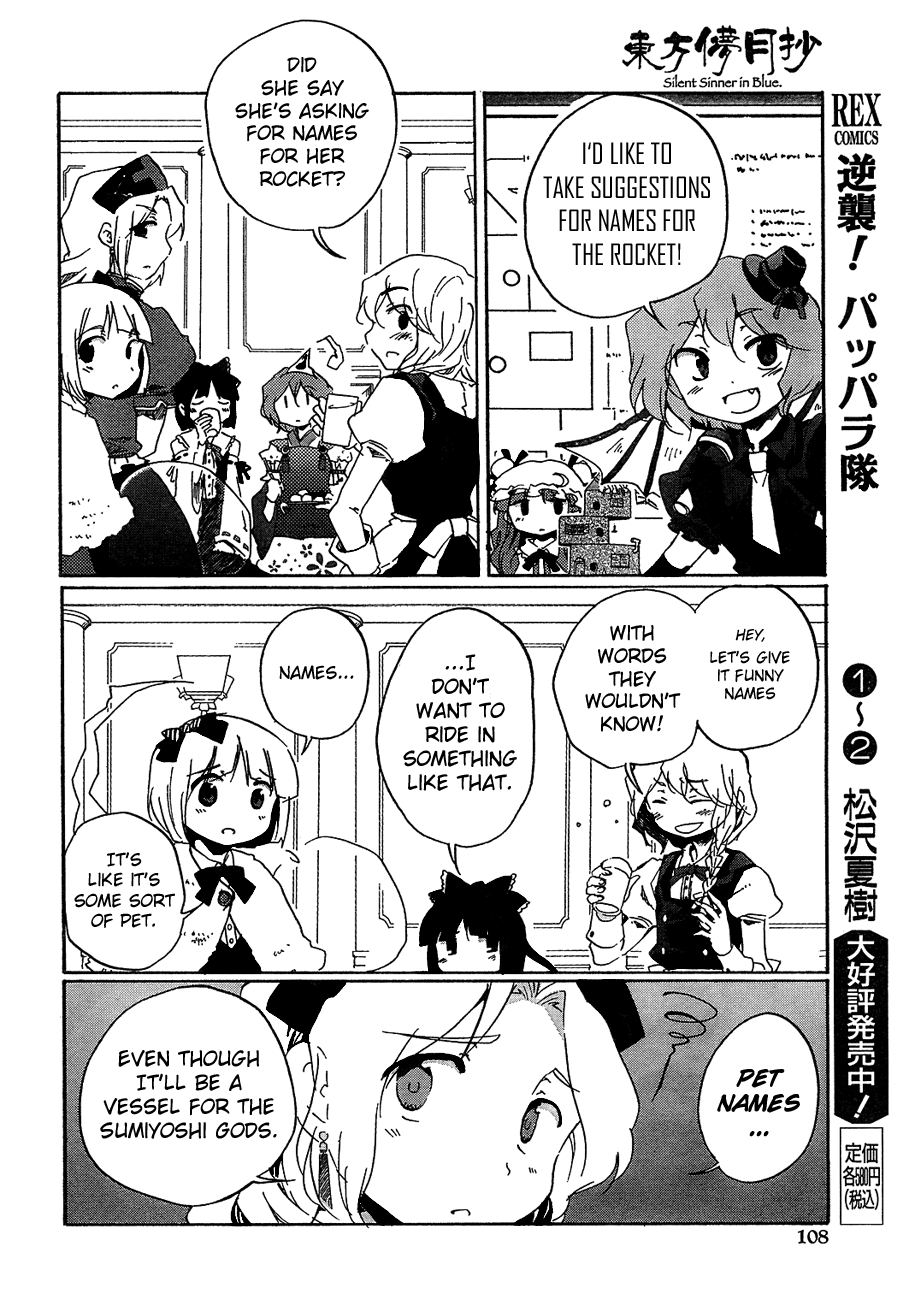 東方儚月抄
Silent Sinner in Blue.
I'D LIKE TO
TAKE SUGGESTIONS
FOR NAMES FOR
THE ROCKET!
DID
SHE SAY
SHE'S ASKING
FOR NAMES
FOR HER
ROCKET?
HEY,
LET'S GIVE
IT FUNNY
NAMES
WITH
WORDS
THEY
WOULDN'T
KNOW!
...I
DON'T
WANT TO
RIDE IN
SOMETHING
LIKE THAT.
NAMES...
IT'S
LIKE IT'S
SOME SORT
OF PET.
PET
NAMES
...
EVEN THOUGH
IT'LL BE A
VESSEL FOR THE
SUMIYOSHI GODS.
REX
COMICS
逆襲!パッパラ隊
①~②
松沢夏樹
大好評発売中!
定価
各580円
(税込)
108